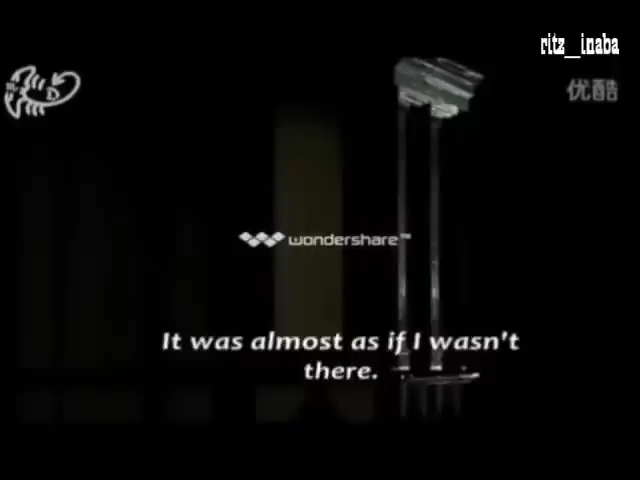 ritz_inaba
优酷
D
wondershare™
It was almost as if I wasn't
there.